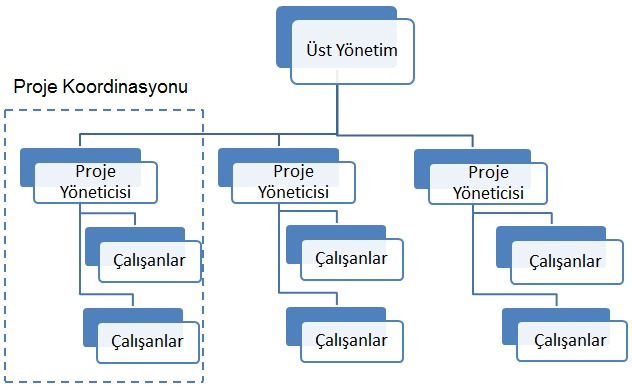 Üst Yönetim
Proje Koordinasyonu
Proje
Yöneticisi
Proje
Yöneticisi
Proje
Yöneticisi
Çalışanlar
Çalışanlar
Çalışanlar
Çalışanlar
Çalışanlar
Çalışanlar